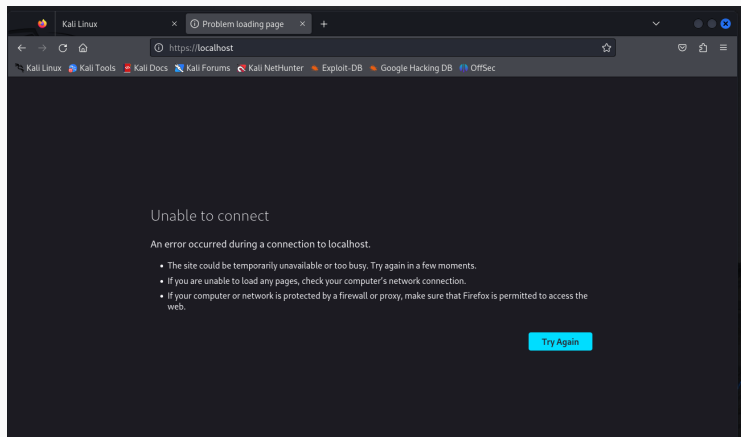 Kali Linux
Problem loading page
https://localhost
Kali Linux Kali Tools Kali Docs Kali Forums Kali NetHunter Exploit-DB Google Hacking DB OffSec
Unable to connect
An error occurred during a connection to localhost.
• The site could be temporarily unavailable or too busy. Try again in a few moments.
• If you are unable to load any pages, check your computer's network connection.
• If your computer or network is protected by a firewall or proxy, make sure that Firefox is permitted to access the
web.
Try Again